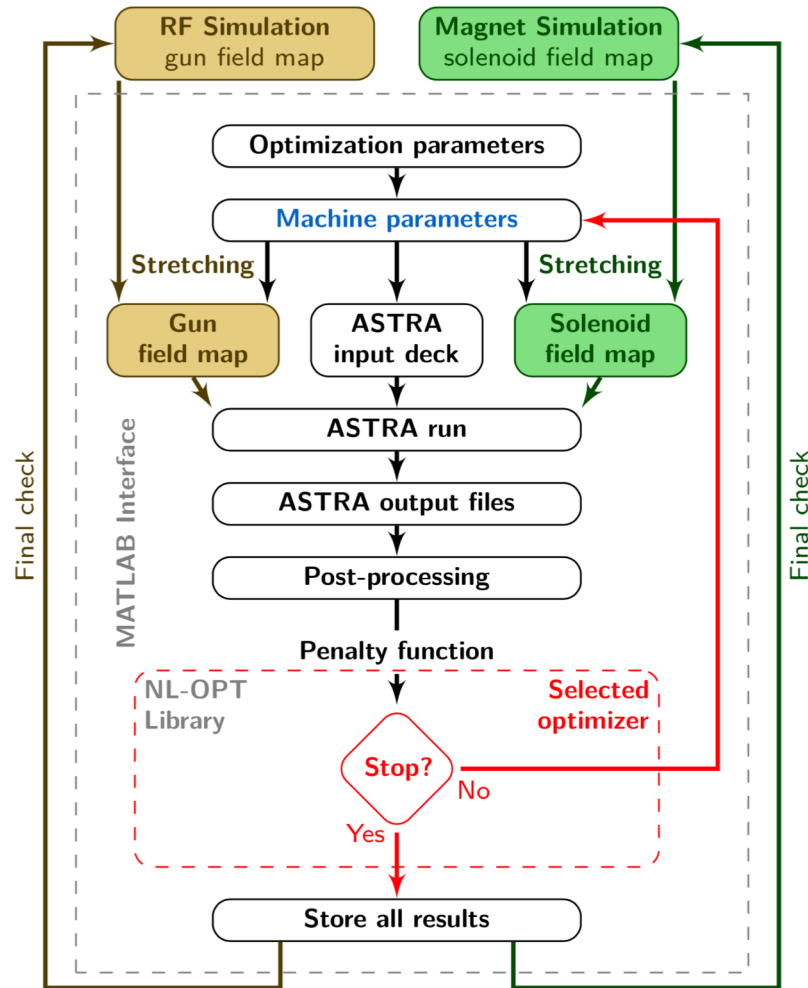 RF Simulation
gun field map
Magnet Simulation
solenoid field map
Optimization parameters
Machine parameters
Stretching
Stretching
Gun
field map
ASTRA
input deck
Solenoid
field map
ASTRA run
ASTRA output files
Post-processing
Penalty function
MATLAB Interface
Final check
Final check
NL-OPT
Library
Selected
optimizer
Stop?
No
Yes
Store all results